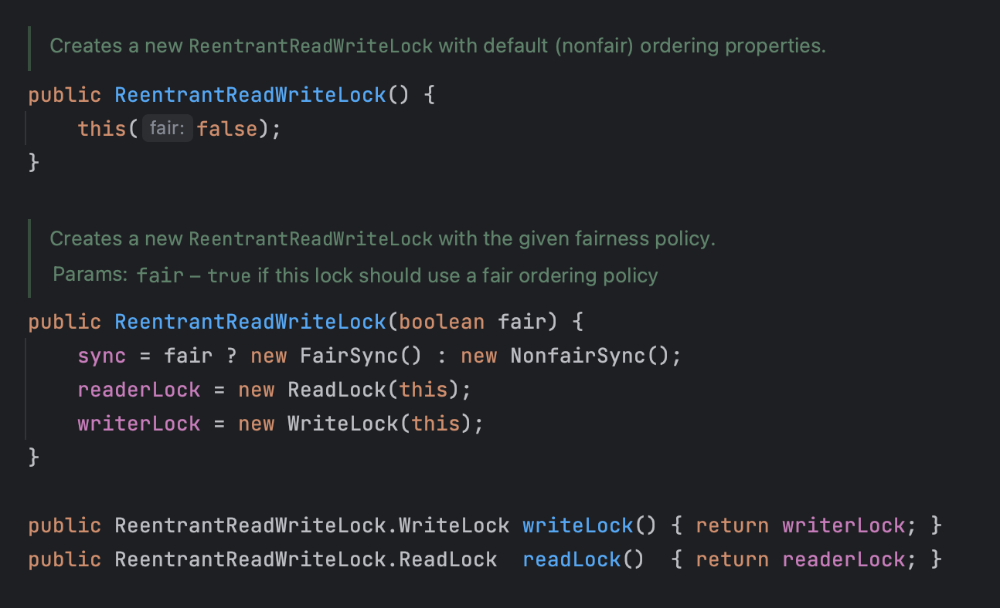 Creates a new ReentrantReadWriteLock with default (nonfair) ordering properties.
public ReentrantReadWriteLock() {
    this( fair: false);
}
Creates a new ReentrantReadWriteLock with the given fairness policy.
Params: fair – true if this lock should use a fair ordering policy
public ReentrantReadWriteLock(boolean fair) {
    sync = fair ? new FairSync() : new NonfairSync();
    readerLock = new ReadLock(this);
    writerLock = new WriteLock(this);
}
public ReentrantReadWriteLock.WriteLock writeLock() { return writerLock; }
public ReentrantReadWriteLock.ReadLock  readLock()  { return readerLock; }